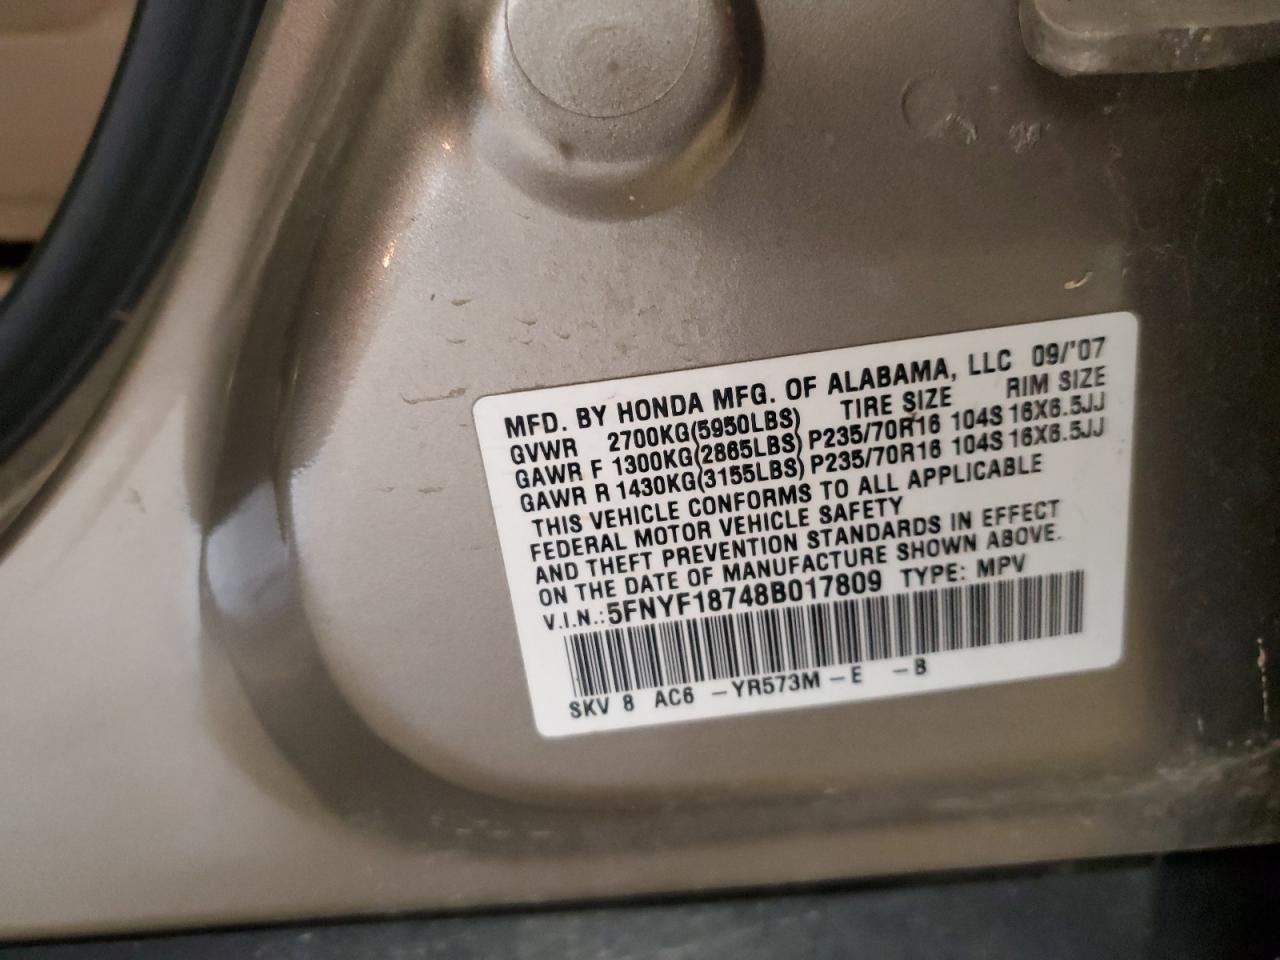 MFD. BY HONDA MFG. OF ALABAMA, LLC 09/'07
GVWR 2700KG(5950LBS) TIRE SIZE RIM SIZE
GAWR F 1300KG(2865LBS) P235/70R16 104S 16X6.5JJ
GAWR R 1430KG(3155LBS) P235/70R16 104S 16X6.5JJ
THIS VEHICLE CONFORMS TO ALL APPLICABLE
FEDERAL MOTOR VEHICLE SAFETY
AND THEFT PREVENTION STANDARDS IN EFFECT
ON THE DATE OF MANUFACTURE SHOWN ABOVE.
V.I.N.: 5FNYF18748B017809 TYPE: MPV
SKV 8 AC6 -YR573M -E -B